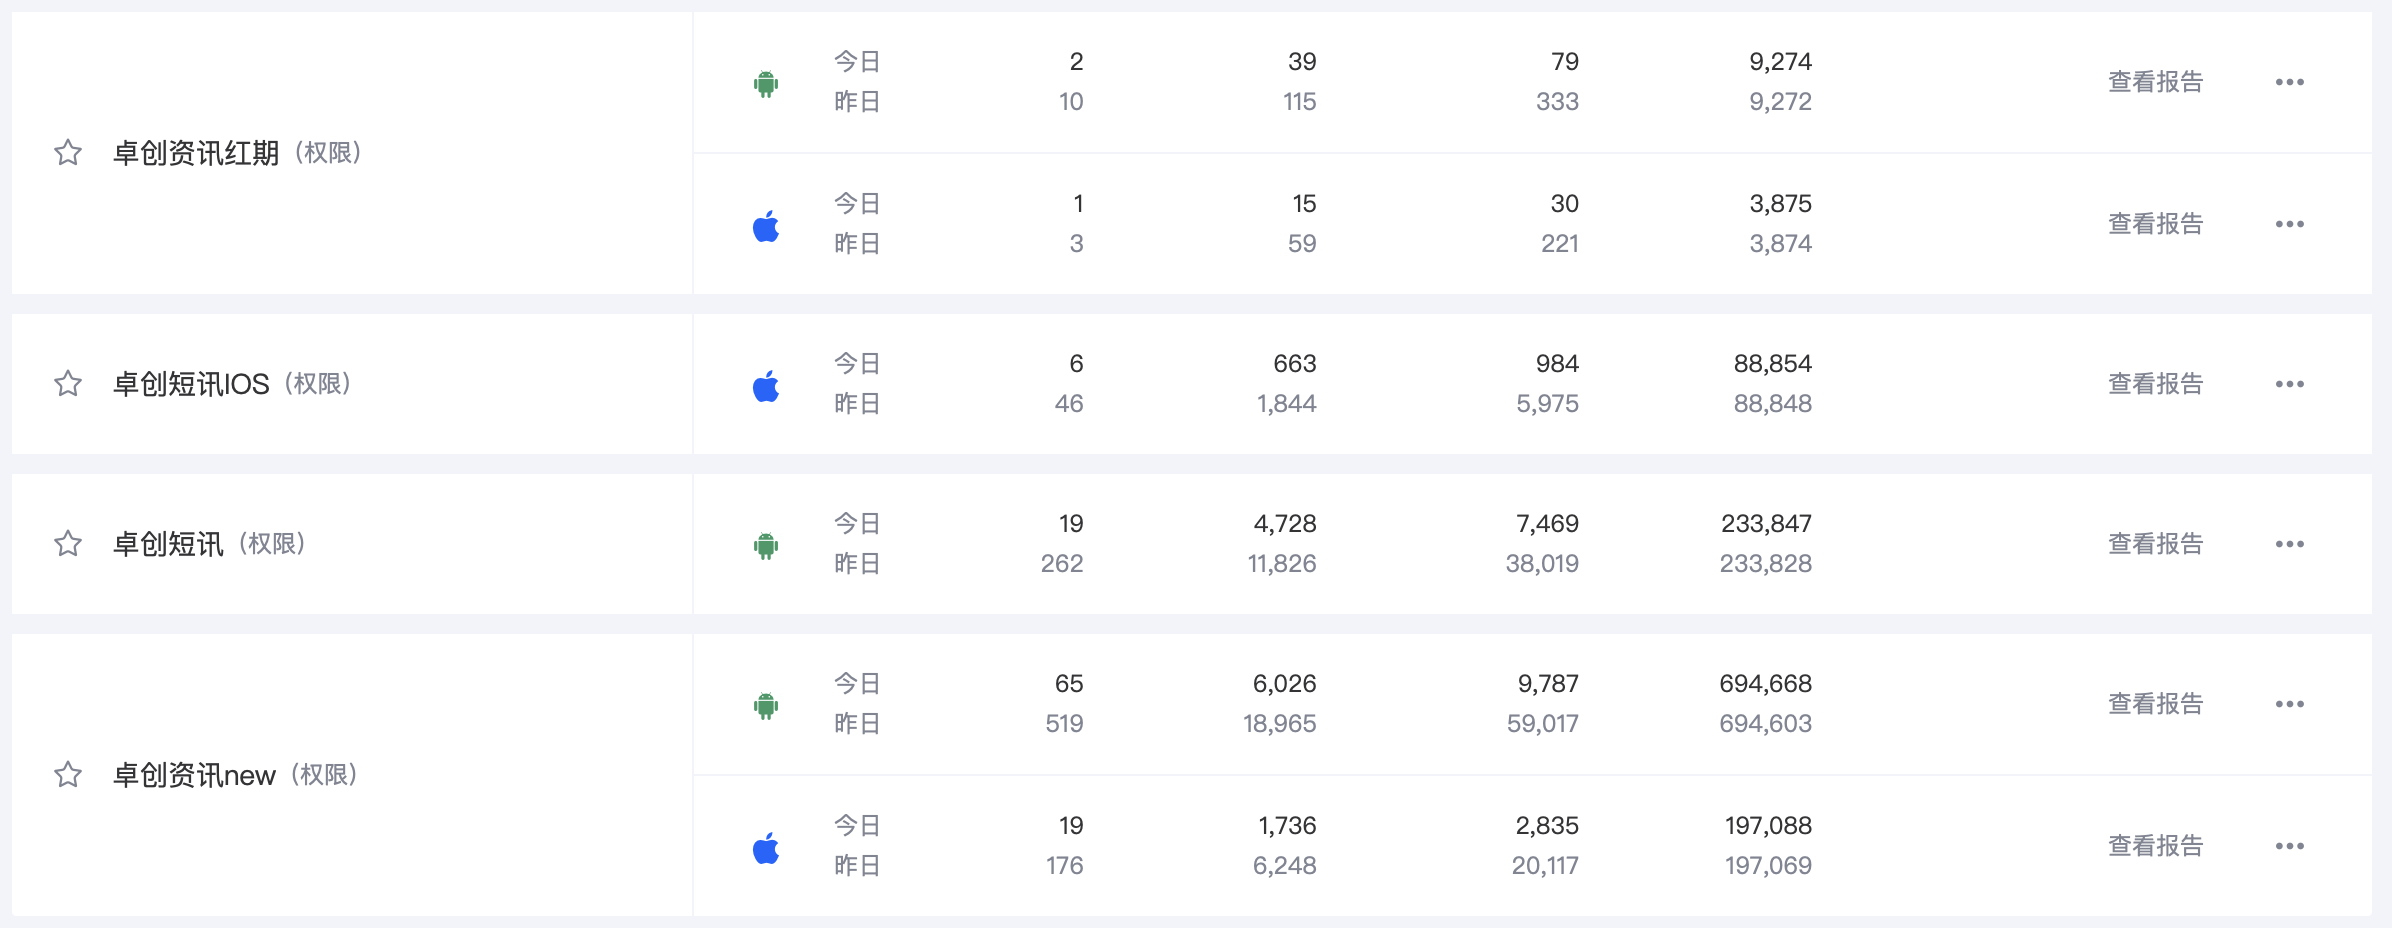 今日 2 39 79 9,274
昨日 10 115 333 9,272
查看报告
卓创资讯红期（权限）
今日 1 15 30 3,875
昨日 3 59 221 3,874
查看报告
今日 6 663 984 88,854
卓创短讯IOS（权限） 查看报告
昨日 46 1,844 5,975 88,848
今日 19 4,728 7,469 233,847
卓创短讯（权限） 查看报告
昨日 262 11,826 38,019 233,828
今日 65 6,026 9,787 694,668
查看报告
昨日 519 18,965 59,017 694,603
卓创资讯new（权限）
今日 19 1,736 2,835 197,088
查看报告
昨日 176 6,248 20,117 197,069